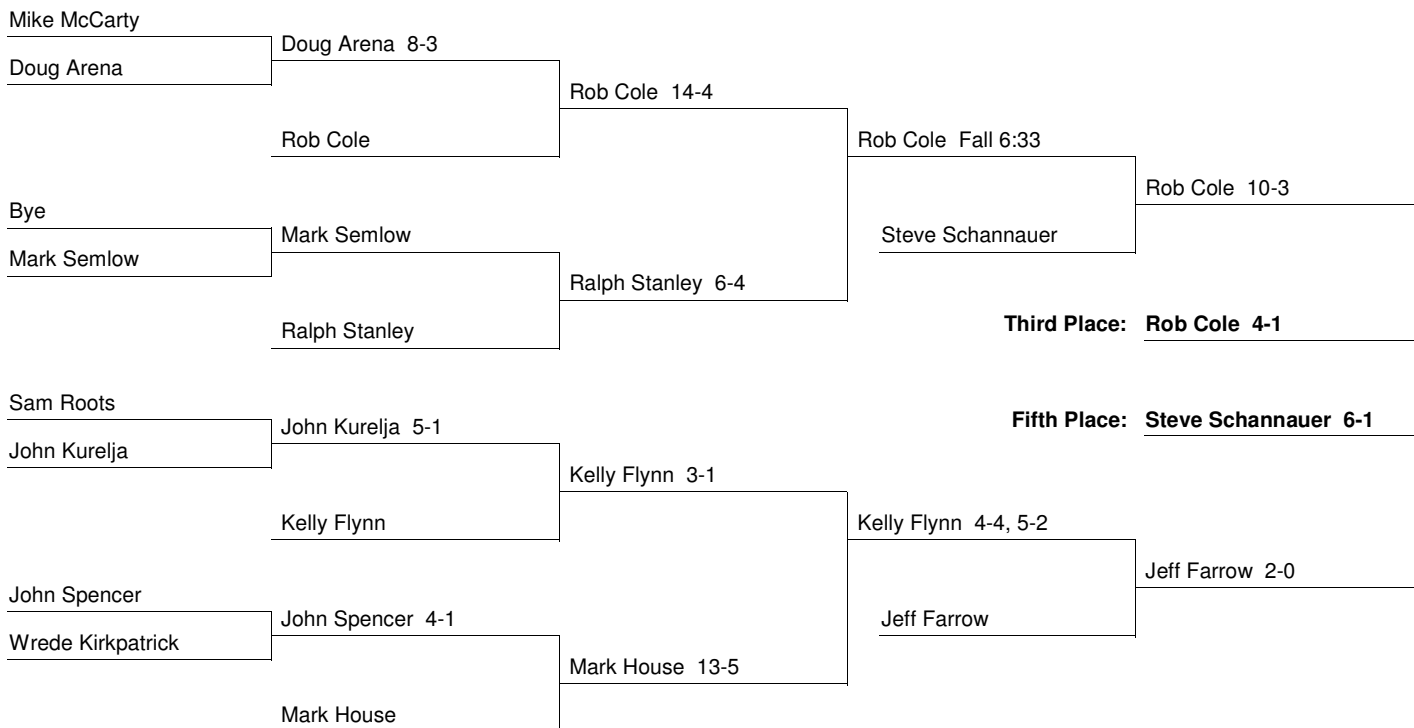 Mike McCarty
Doug Arena 8-3
Doug Arena
Rob Cole 14-4
Rob Cole
Rob Cole Fall 6:33
Rob Cole 10-3
Bye
Mark Semlow
Steve Schannauer
Mark Semlow
Ralph Stanley 6-4
Third Place: Rob Cole 4-1
Ralph Stanley
Sam Roots
Fifth Place: Steve Schannauer 6-1
John Kurelja 5-1
John Kurelja
Kelly Flynn 3-1
Kelly Flynn
Kelly Flynn 4-4, 5-2
Jeff Farrow 2-0
John Spencer
John Spencer 4-1
Jeff Farrow
Wrede Kirkpatrick
Mark House 13-5
Mark House